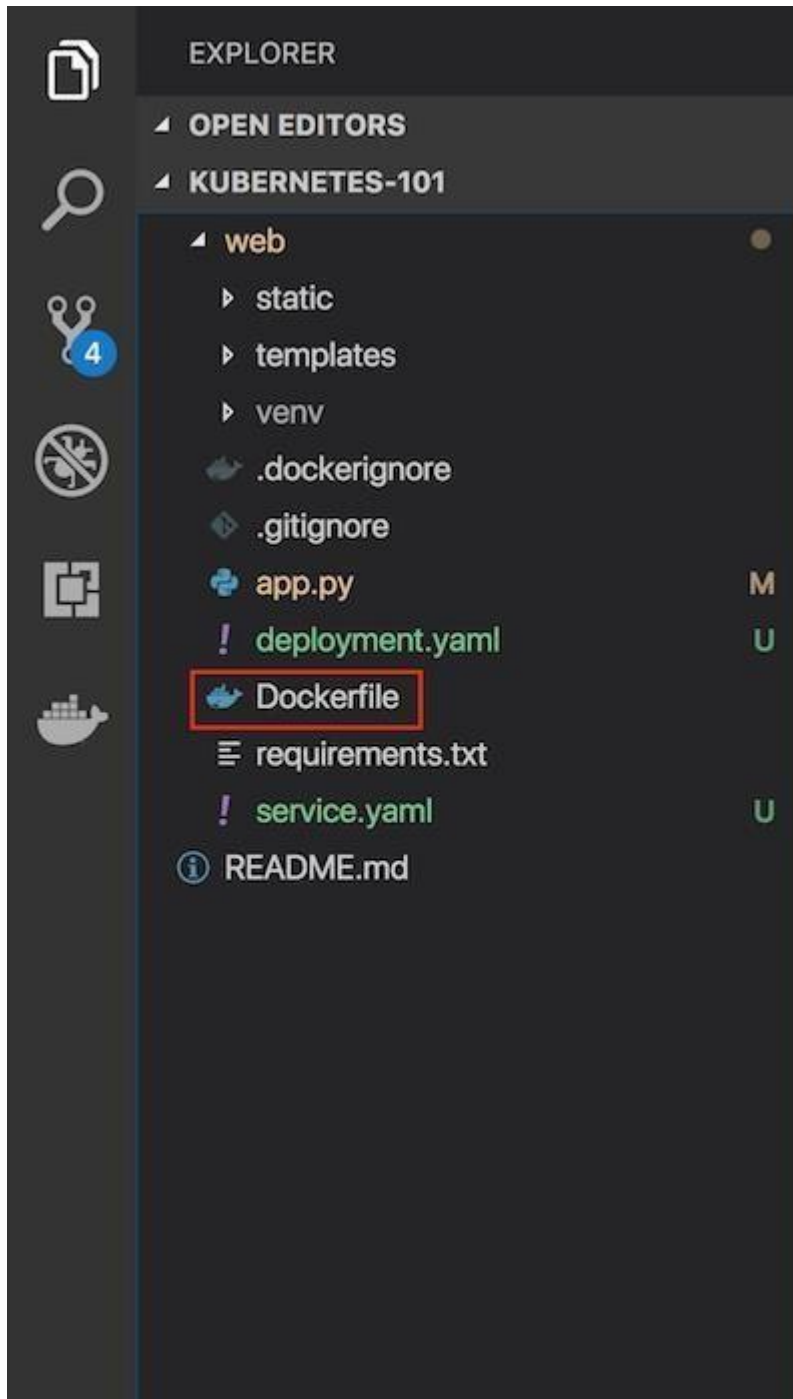 EXPLORER
OPEN EDITORS
KUBERNETES-101
web
static
4
templates
venv
.dockerignore
.gitignore
app.py M
deployment.yaml U
Dockerfile
requirements.txt
service.yaml U
README.md